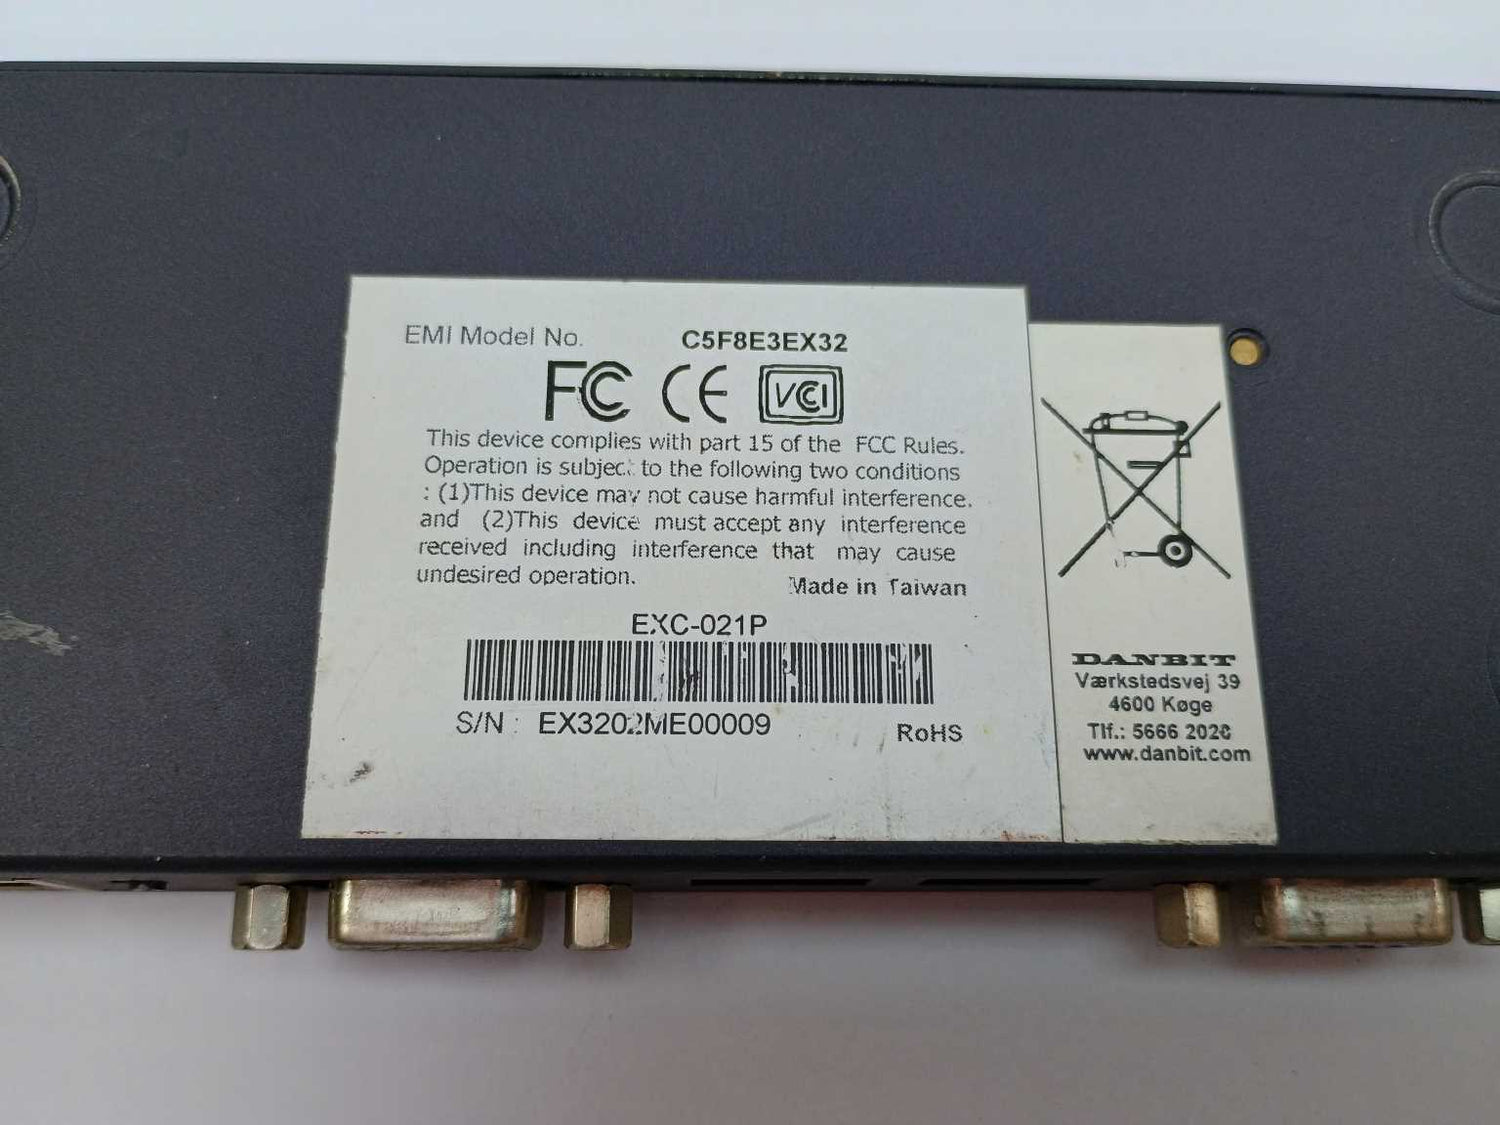 EMI Model No. C5F8E3EX32
FC CE VCI
This device complies with part 15 of the FCC Rules.
Operation is subject to the following two conditions
: (1)This device may not cause harmful interference.
and (2)This device must accept any interference
received including interference that may cause
undesired operation.
Made in Taiwan
EXC-021P
S/N : EX3202ME00009
RoHS
DANBIT
Værkstedsvej 39
4600 Køge
Tlf.: 5666 2020
www.danbit.com